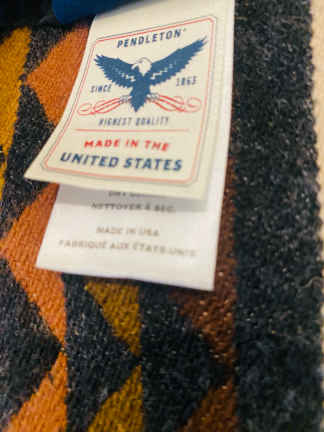 PENDLETON®
SINCE 1863
HIGHEST QUALITY
MADE IN THE
UNITED STATES
DRY
NETTOYER À SEC.
MADE IN USA
FABRIQUÉ AUX ÉTATS-UNIS